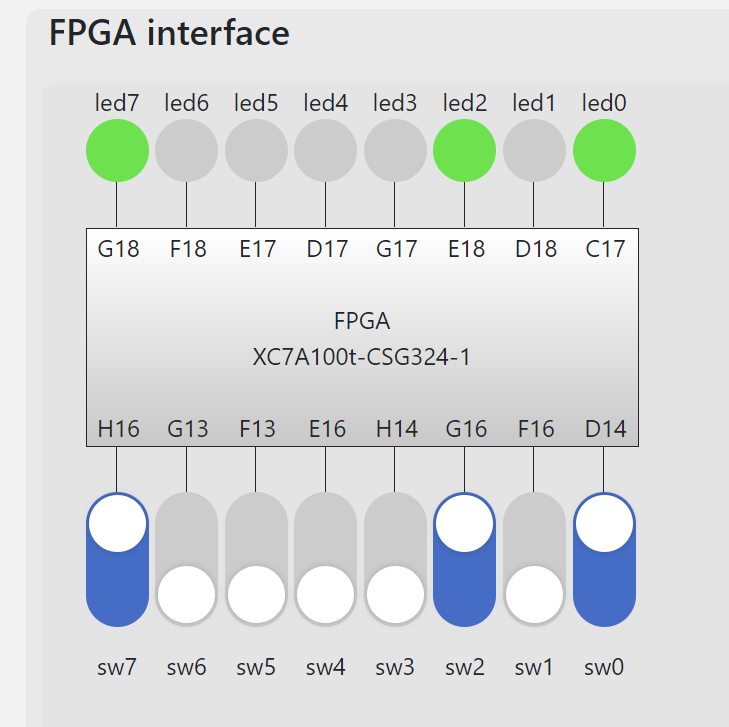 FPGA interface
led7 led6 led5 led4 led3 led2 led1 led0
G18 F18 E17 D17 G17 E18 D18 C17
FPGA
XC7A100t-CSG324-1
H16 G13 F13 E16 H14 G16 F16 D14
sw7 sw6 sw5 sw4 sw3 sw2 sw1 sw0